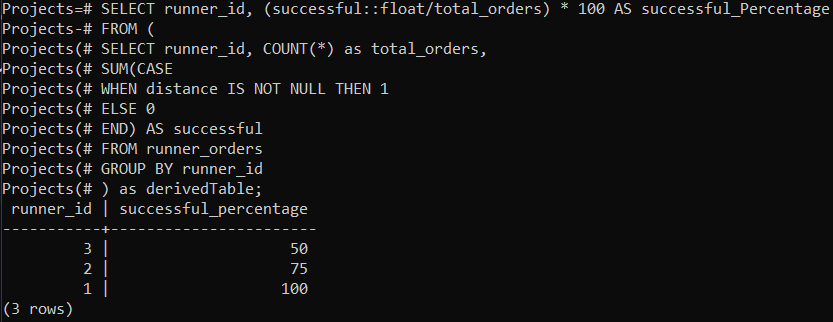 Projects=# SELECT runner_id, (successful::float/total_orders) * 100 AS successful_Percentage
Projects-# FROM (
Projects(# SELECT runner_id, COUNT(*) as total_orders,
Projects(# SUM(CASE
Projects(# WHEN distance IS NOT NULL THEN 1
Projects(# ELSE 0
Projects(# END) AS successful
Projects(# FROM runner_orders
Projects(# GROUP BY runner_id
Projects(# ) as derivedTable;
 runner_id | successful_percentage
-----------+-----------------------
         3 |                    50
         2 |                    75
         1 |                   100
(3 rows)